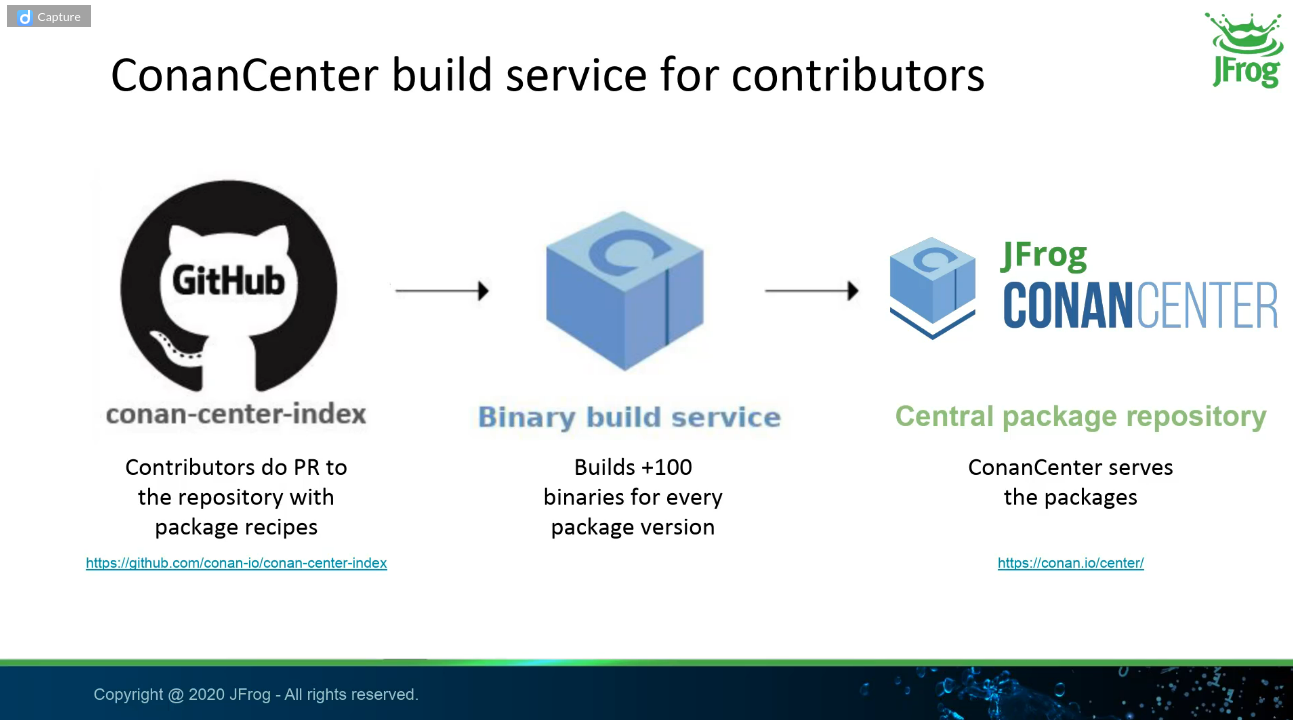 Capture
JFrog
ConanCenter build service for contributors
GitHub
conan-center-index
Contributors do PR to
the repository with
package recipes
https://github.com/conan-io/conan-center-index
Binary build service
Builds +100
binaries for every
package version
JFrog
CONANCENTER
Central package repository
ConanCenter serves
the packages
https://conan.io/center/
Copyright @ 2020 JFrog - All rights reserved.